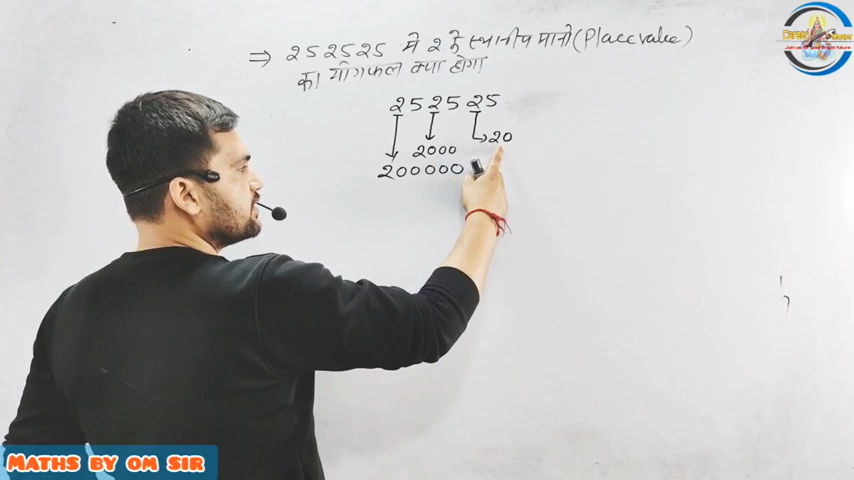 ⇒ 252525 मे 2 के स्थानीय मानो (Place value)
का योगफल क्या होगा
252525
20
2000
200000
MATHS BY OM SIR